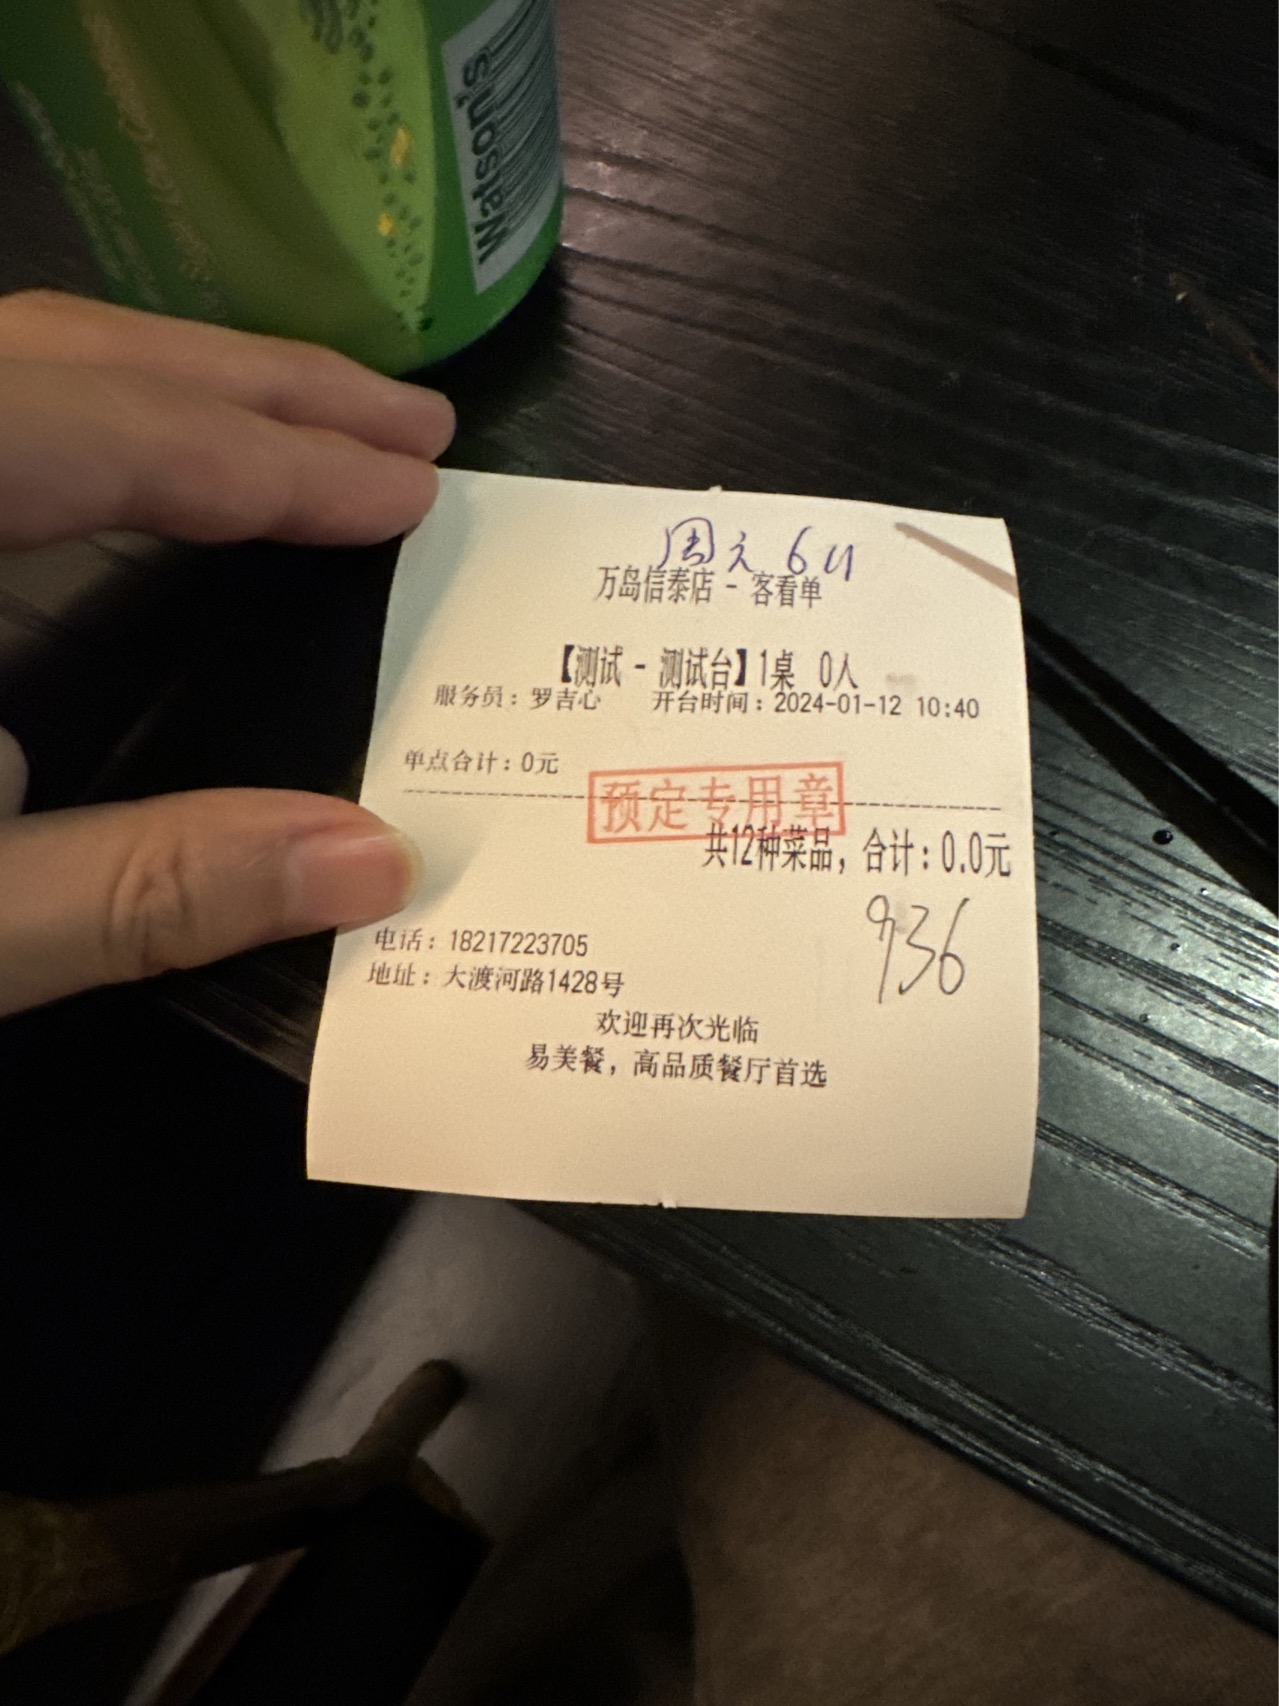 Watson's
周元 611
万岛信泰店 - 客看单
【测试 - 测试台】1桌 0人
服务员：罗吉心 开台时间：2024-01-12 10:40
单点合计：0元
预定专用章
共12种菜品，合计：0.0元
936
电话：18217223705
地址：大渡河路1428号
欢迎再次光临
易美餐，高品质餐厅首选